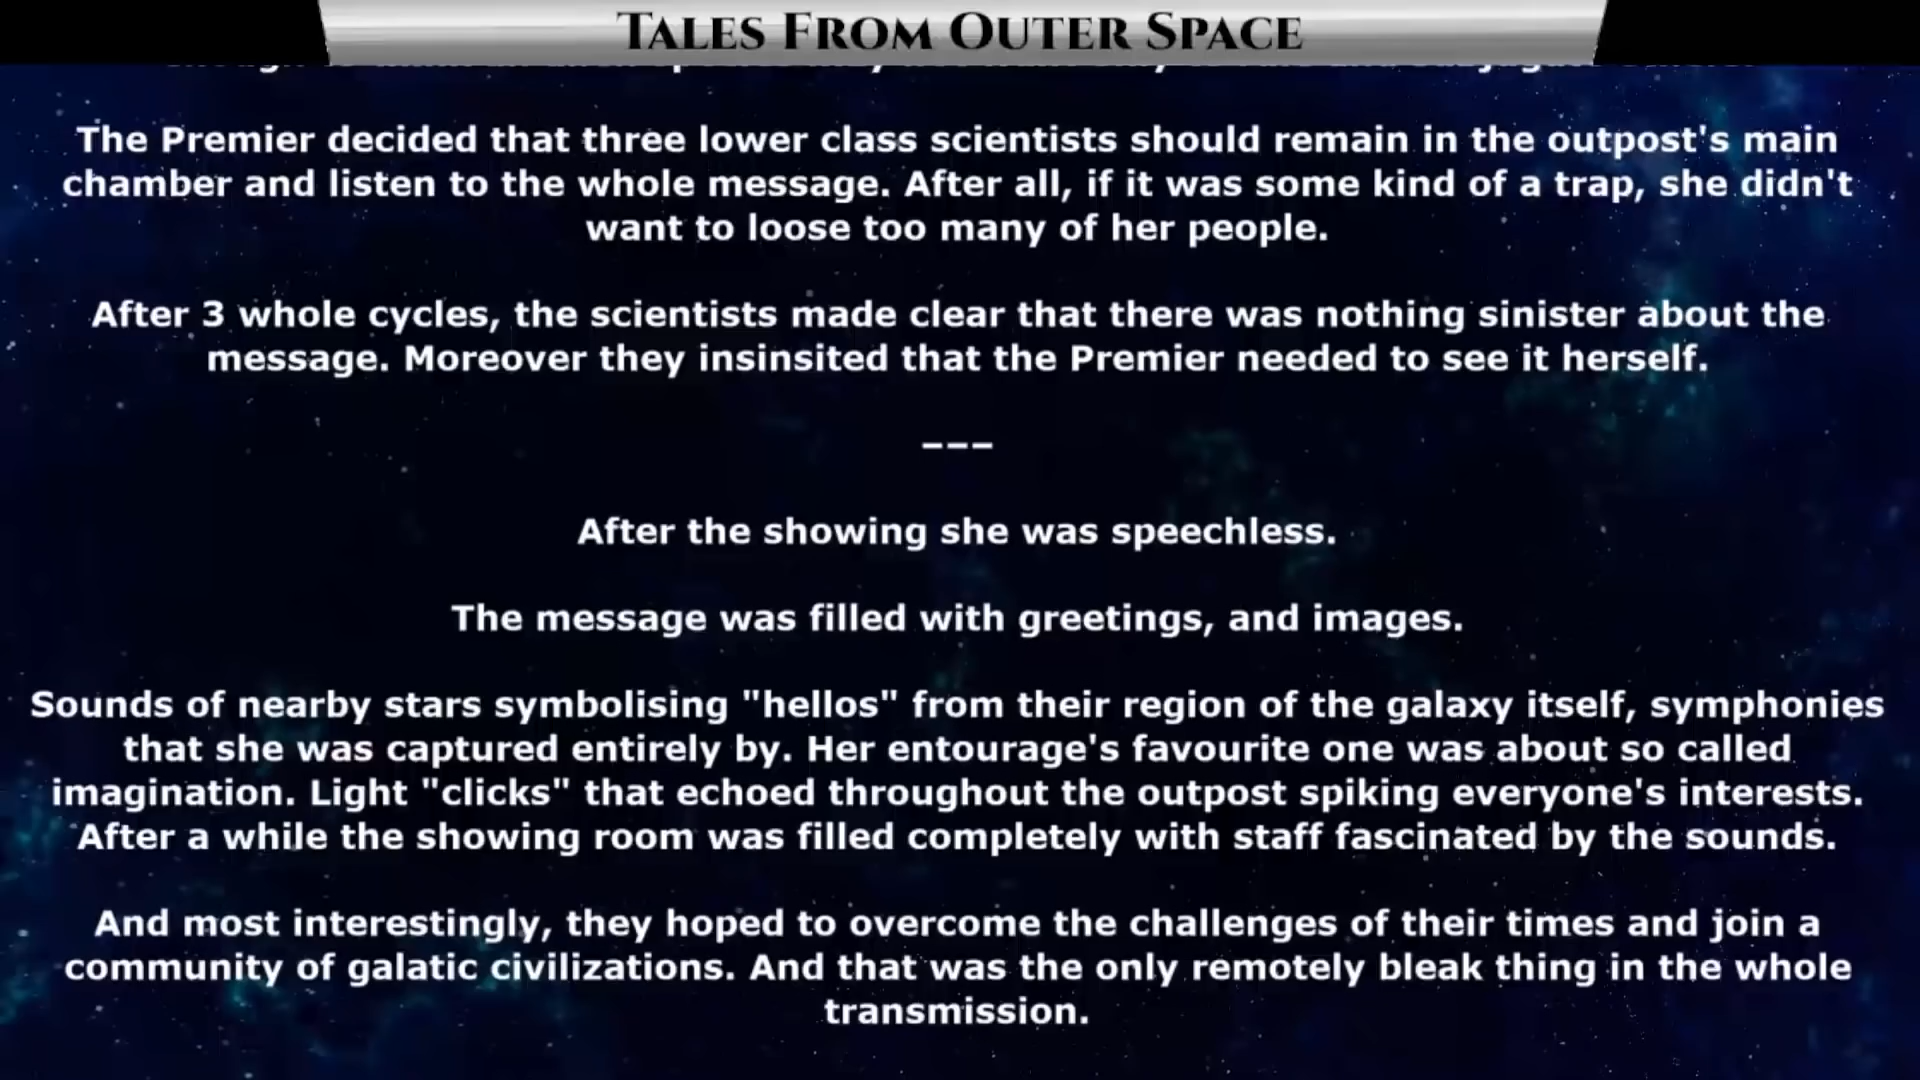 TALES FROM OUTER SPACE
The Premier decided that three lower class scientists should remain in the outpost's main
chamber and listen to the whole message. After all, if it was some kind of a trap, she didn't
want to loose too many of her people.
After 3 whole cycles, the scientists made clear that there was nothing sinister about the
message. Moreover they insinsited that the Premier needed to see it herself.
---
After the showing she was speechless.
The message was filled with greetings, and images.
Sounds of nearby stars symbolising "hellos" from their region of the galaxy itself, symphonies
that she was captured entirely by. Her entourage's favourite one was about so called
imagination. Light "clicks" that echoed throughout the outpost spiking everyone's interests.
After a while the showing room was filled completely with staff fascinated by the sounds.
And most interestingly, they hoped to overcome the challenges of their times and join a
community of galatic civilizations. And that was the only remotely bleak thing in the whole
transmission.